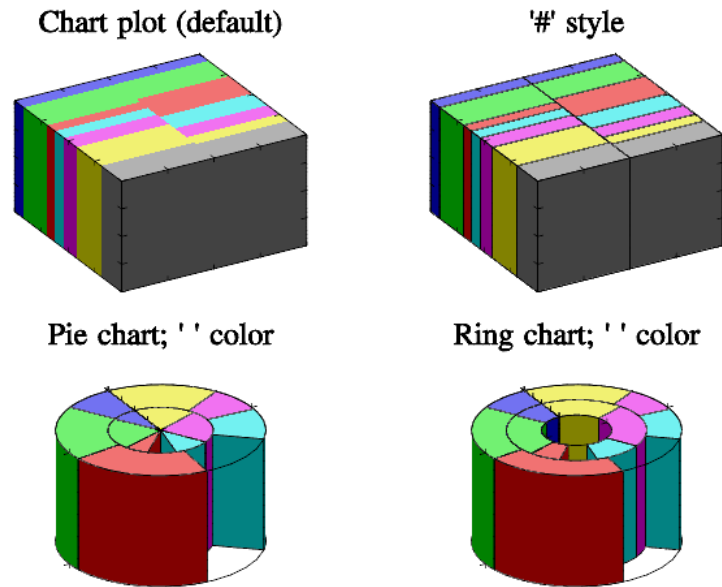 Chart plot (default)
'#' style
Pie chart; ' ' color
Ring chart; ' ' color